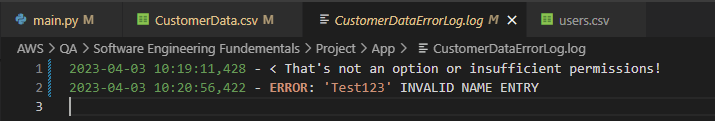 main.py M CustomerData.csv M CustomerDataErrorLog.log M users.csv
AWS > QA > Software Engineering Fundementals > Project > App > CustomerDataErrorLog.log
1 2023-04-03 10:19:11,428 - < That's not an option or insufficient permissions!
2 2023-04-03 10:20:56,422 - ERROR: 'Test123' INVALID NAME ENTRY
3